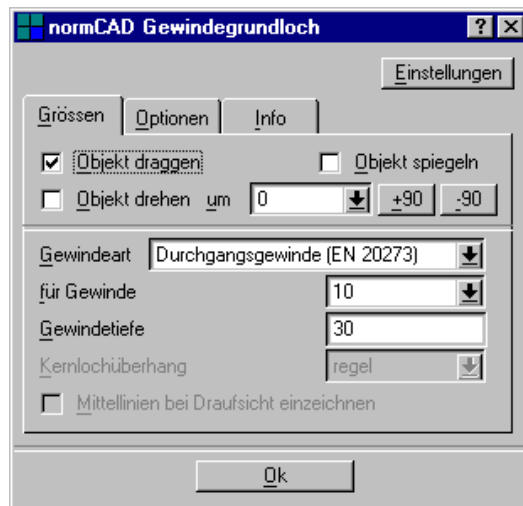 normCAD Gewindegrundloch ? X
Einstellungen
Grössen Optionen Info
Objekt draggen Objekt spiegeln
Objekt drehen um 0 +90 -90
Gewindeart Durchgangsgewinde (EN 20273)
für Gewinde 10
Gewindetiefe 30
Kernlochüberhang regel
Mittellinien bei Draufsicht einzeichnen
Ok